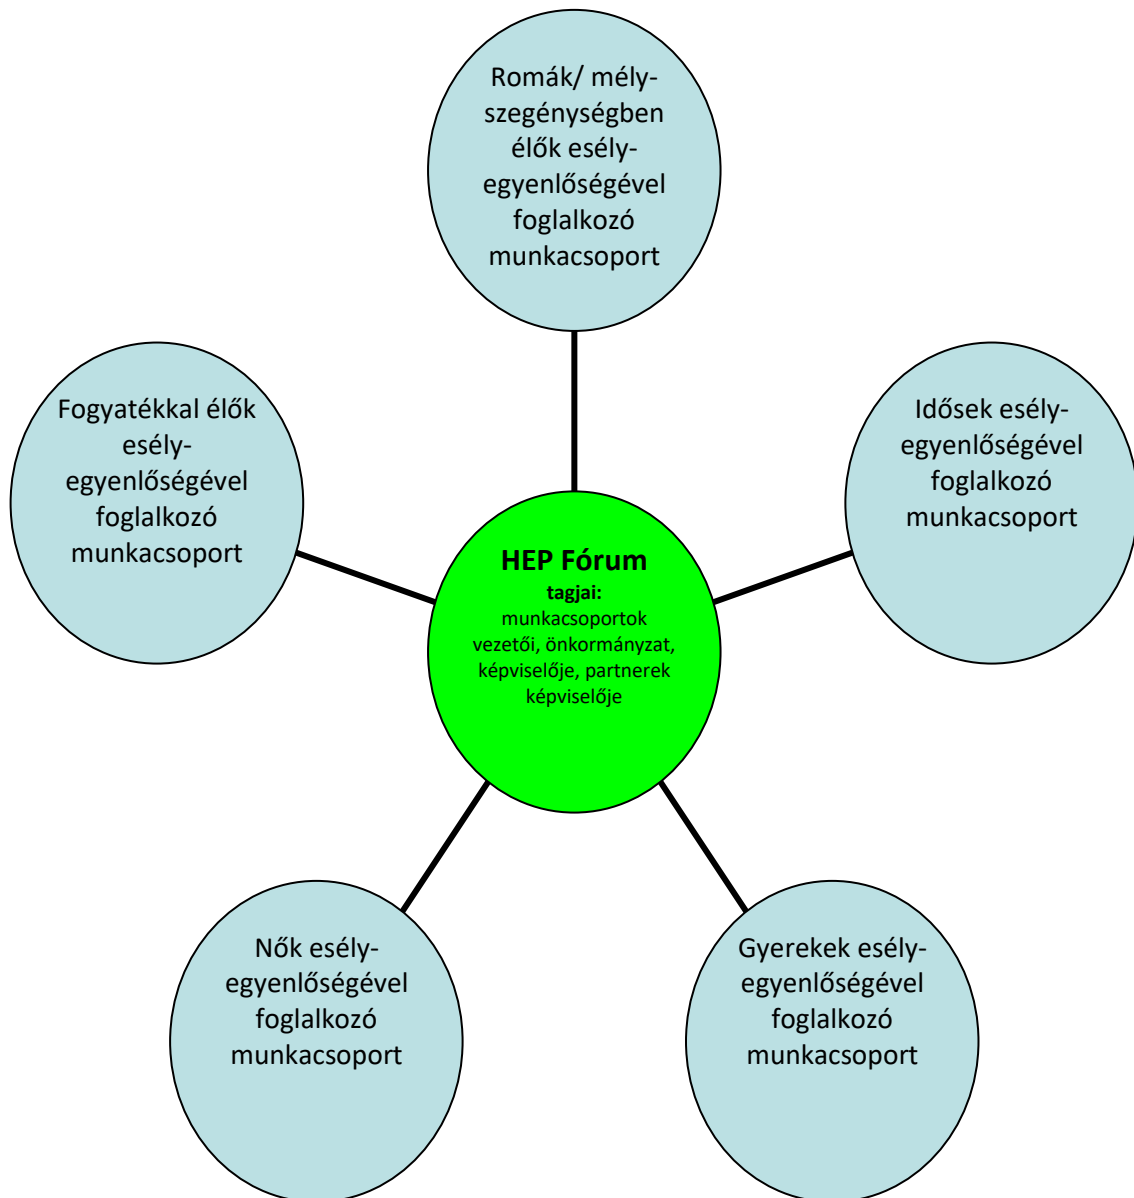 Romák/ mély-
szegénységben
élők esély-
egyenlőségével
foglalkozó
munkacsoport
Fogyatékkal élők
esély-
egyenlőségével
foglalkozó
munkacsoport
Idősek esély-
egyenlőségével
foglalkozó
munkacsoport
HEP Fórum
tagjai:
munkacsoportok
vezetői, önkormányzat,
képviselője, partnerek
képviselője
Nők esély-
egyenlőségével
foglalkozó
munkacsoport
Gyerekek esély-
egyenlőségével
foglalkozó
munkacsoport